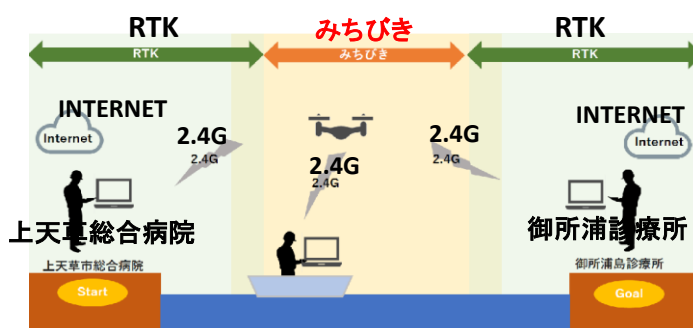 RTK
みちびき
RTK
RTK
みちびき
RTK
INTERNET
Internet
2.4G
2.4G
2.4G
2.4G
2.4G
2.4G
INTERNET
Internet
上天草総合病院
上天草市総合病院
御所浦診療所
御所浦島診療所
Start
Goal